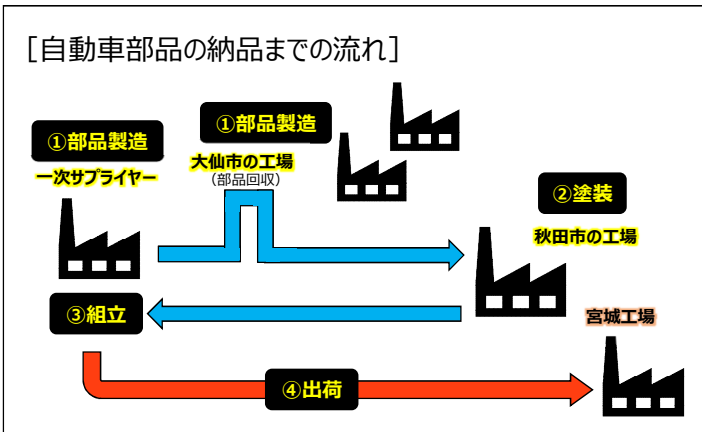 ［自動車部品の納品までの流れ］
①部品製造
一次サプライヤー
①部品製造
大仙市の工場
（部品回収）
②塗装
秋田市の工場
③組立
宮城工場
④出荷